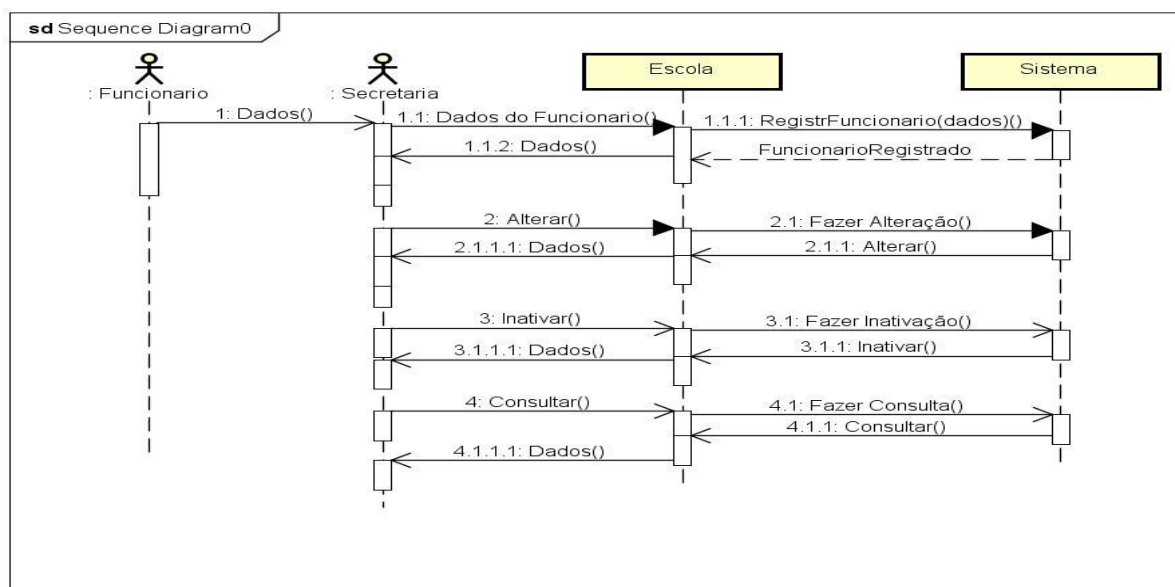 sd Sequence Diagram0
Escola
Sistema
: Funcionario
: Secretaria
1: Dados()
1.1: Dados do Funcionario()
1.1.1: RegistrFuncionario(dados)()
1.1.2: Dados()
FuncionarioRegistrado
2: Alterar()
2.1: Fazer Alteração()
2.1.1.1: Dados()
2.1.1: Alterar()
3: Inativar()
3.1: Fazer Inativação()
3.1.1.1: Dados()
3.1.1: Inativar()
4: Consultar()
4.1: Fazer Consulta()
4.1.1: Consultar()
4.1.1.1: Dados()